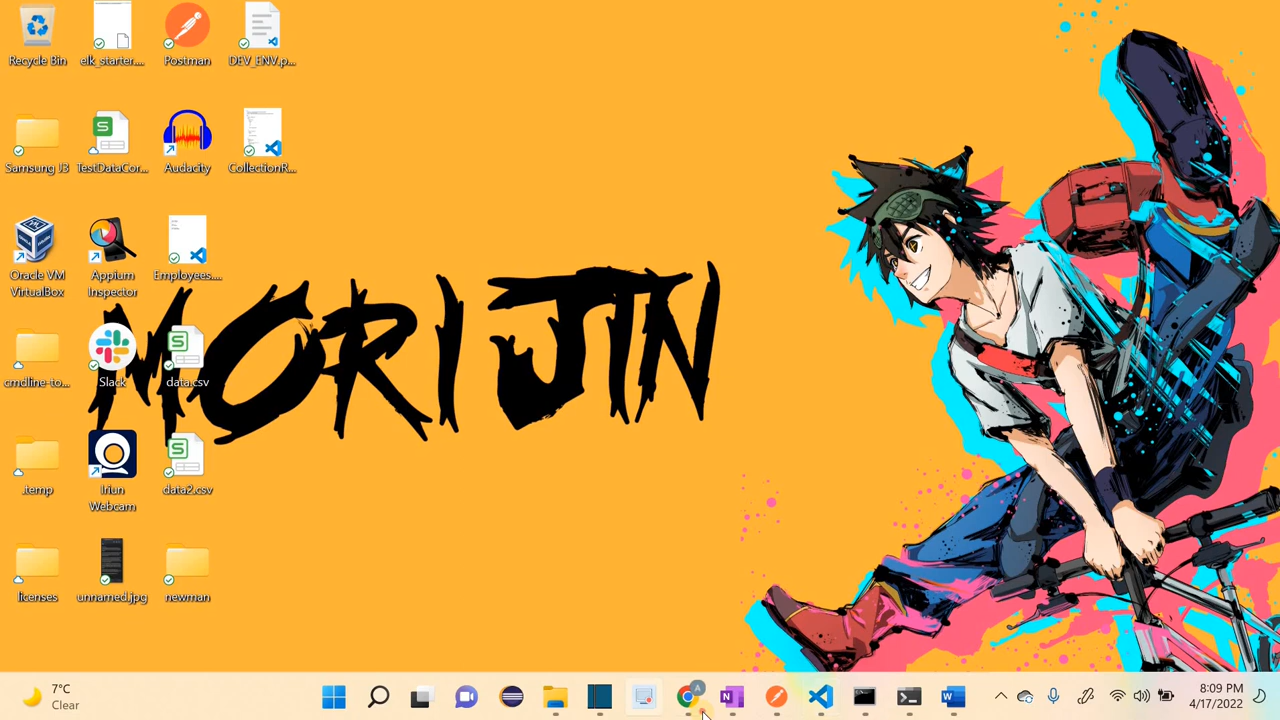 Recycle Bin
elk_starter....
Postman
DEV_ENV.p...
Samsung J3
TestDataCor...
Audacity
CollectionR...
Oracle VM
VirtualBox
Appium
Inspector
Employees....
cmdline-to...
Slack
data.csv
MORI JIN
.temp
Iriun
Webcam
data2.csv
licenses
unnamed.jpg
newman
7°C
Clear
A
8:09 PM
4/17/2022